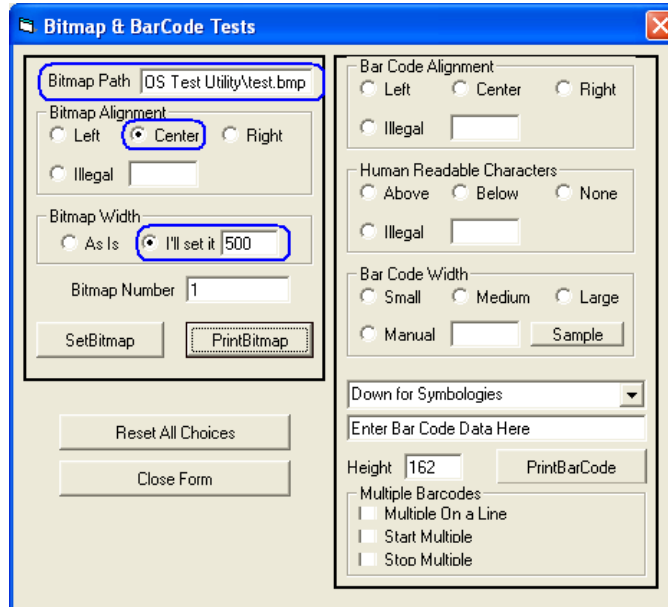 Bitmap & BarCode Tests
Bitmap Path OS Test Utility\test.bmp
Bitmap Alignment
Left Center Right
Illegal
Bitmap Width
As Is I'll set it 500
Bitmap Number 1
SetBitmap PrintBitmap
Reset All Choices
Close Form
Bar Code Alignment
Left Center Right
Illegal
Human Readable Characters
Above Below None
Illegal
Bar Code Width
Small Medium Large
Manual Sample
Down for Symbologies
Enter Bar Code Data Here
Height 162 PrintBarCode
Multiple Barcodes
Multiple On a Line
Start Multiple
Stop Multiple